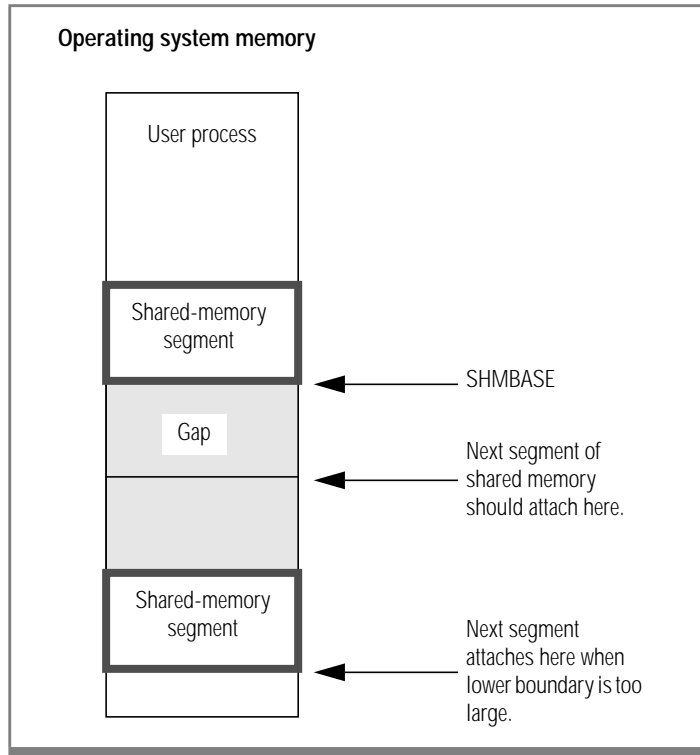 Operating system memory
User process
Shared-memory
segment
SHMBASE
Gap
Next segment of
shared memory
should attach here.
Shared-memory
segment
Next segment
attaches here when
lower boundary is too
large.